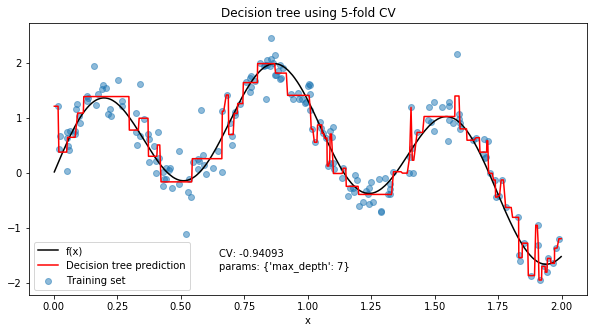 Decision tree using 5-fold CV
2
1
0
−1
−2
f(x)
Decision tree prediction
Training set
CV: -0.94093
params: {'max_depth': 7}
0.00 0.25 0.50 0.75 1.00 1.25 1.50 1.75 2.00
x